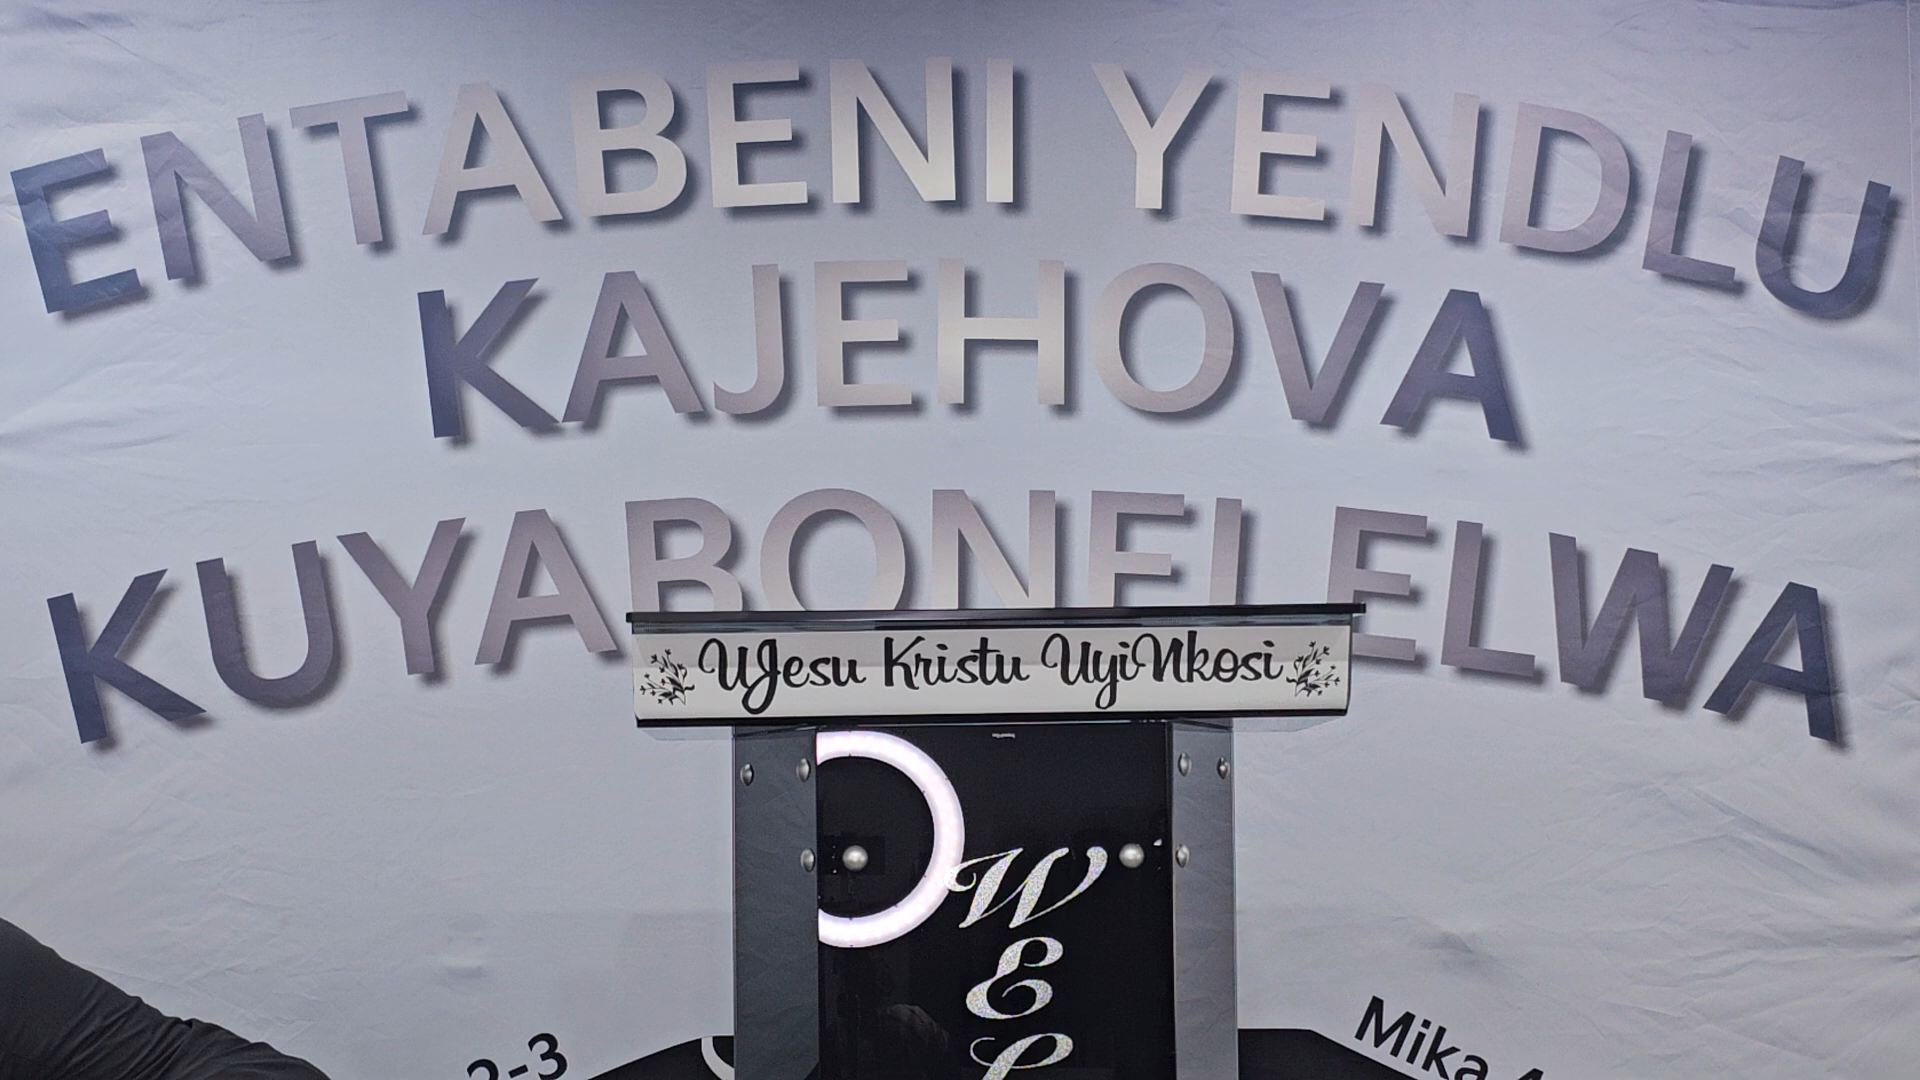 ENTABENI YENDLU
KAJEHOVA
KUYABONELELWA
UJesu Kristu UyiNkosi
W
E
L
2-3
Mika 4